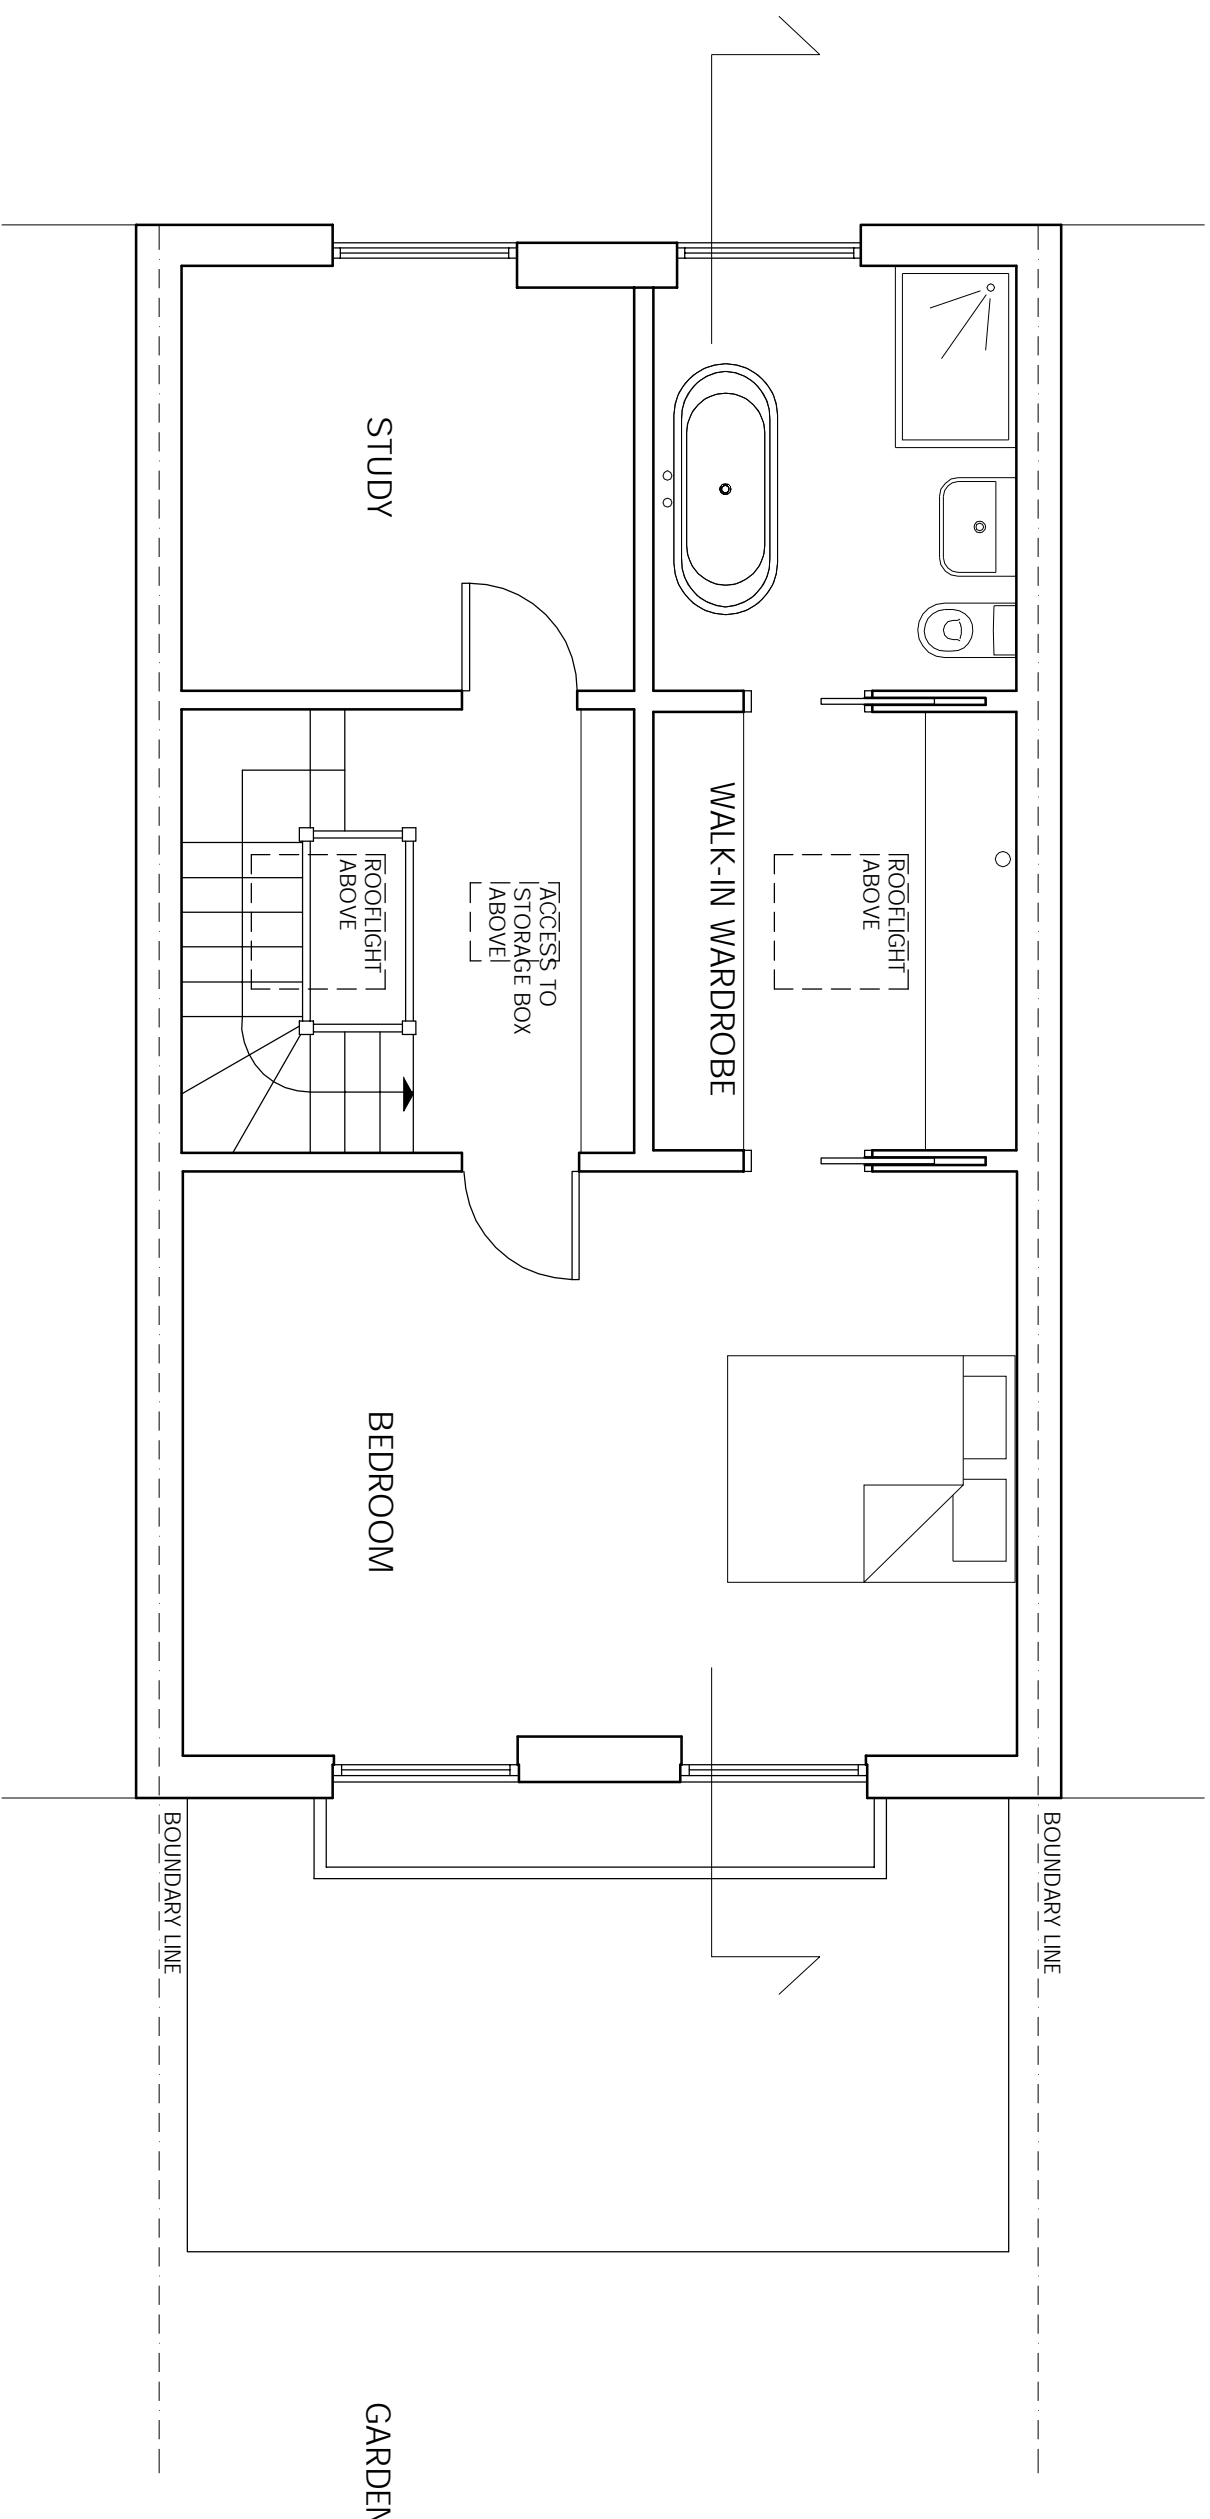 STUDY
WALK-IN WARDROBE
ROOFLIGHT
ABOVE
ROOFLIGHT
ABOVE
ACCESS TO
STORAGE BOX
ABOVE
BEDROOM
BOUNDARY LINE
BOUNDARY LINE
GARDEN